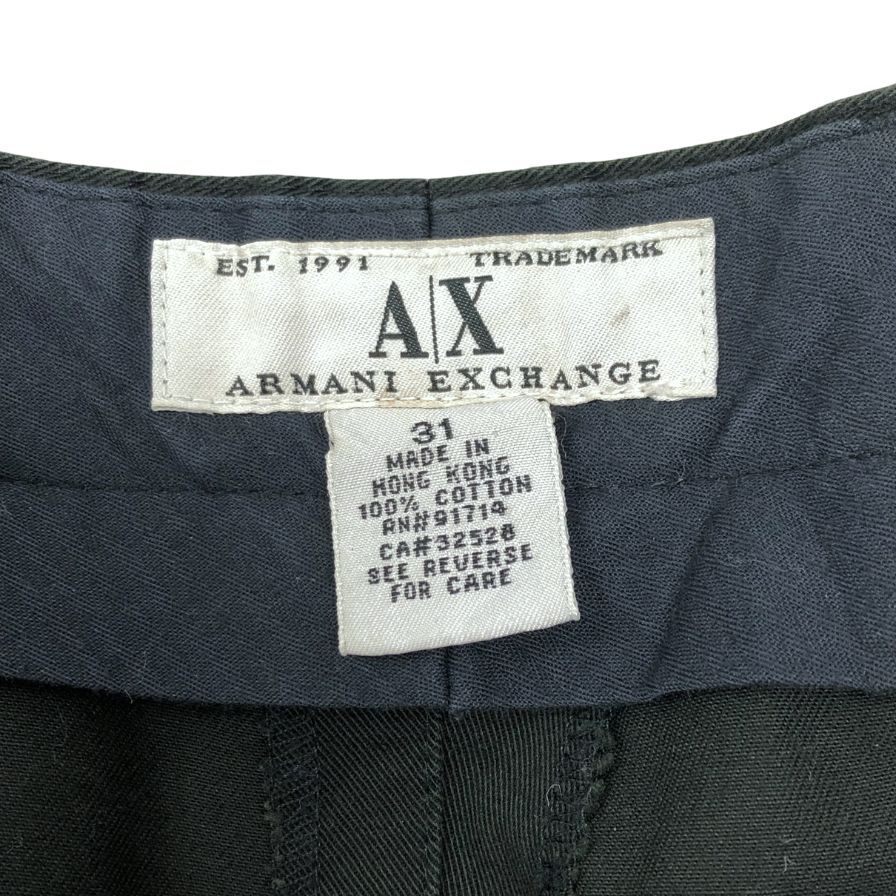 EST. 1991 TRADEMARK
A|X
ARMANI EXCHANGE
31
MADE IN
HONG KONG
100% COTTON
RN#91714
CA#32528
SEE REVERSE
FOR CARE